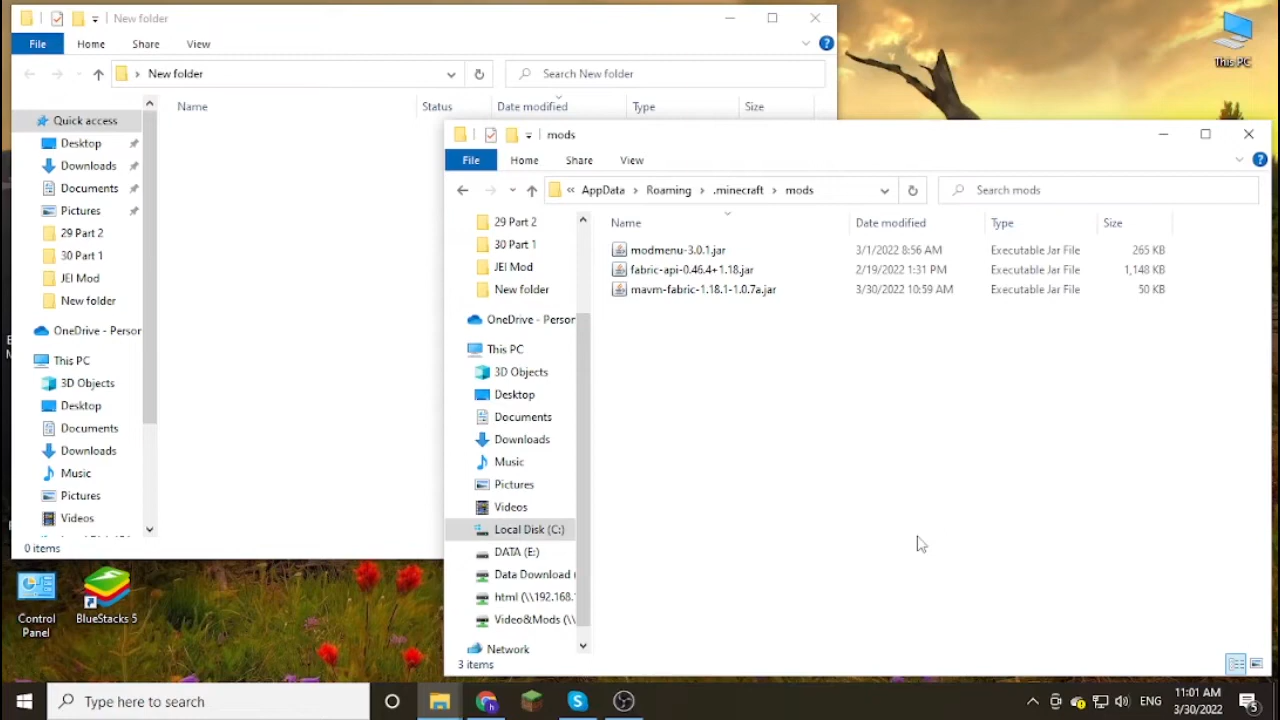 New folder
File Home Share View
New folder
Search New folder
Name Status Date modified Type Size
Quick access
Desktop
Downloads
Documents
Pictures
29 Part 2
30 Part 1
JEI Mod
New folder
OneDrive - Person
This PC
3D Objects
Desktop
Documents
Downloads
Music
Pictures
Videos
0 items
mods
File Home Share View
« AppData › Roaming › .minecraft › mods
Search mods
Name Date modified Type Size
29 Part 2
30 Part 1
JEI Mod
New folder
OneDrive - Person
This PC
3D Objects
Desktop
Documents
Downloads
Music
Pictures
Videos
Local Disk (C:)
DATA (E:)
Data Download (
html (\\192.168.
Video&Mods (\\
Network
modmenu-3.0.1.jar 3/1/2022 8:56 AM Executable Jar File 265 KB
fabric-api-0.46.4+1.18.jar 2/19/2022 1:31 PM Executable Jar File 1,148 KB
mavm-fabric-1.18.1-1.0.7a.jar 3/30/2022 10:59 AM Executable Jar File 50 KB
3 items
This PC
Control
Panel
BlueStacks 5
Type here to search
ENG
11:01 AM
3/30/2022
5